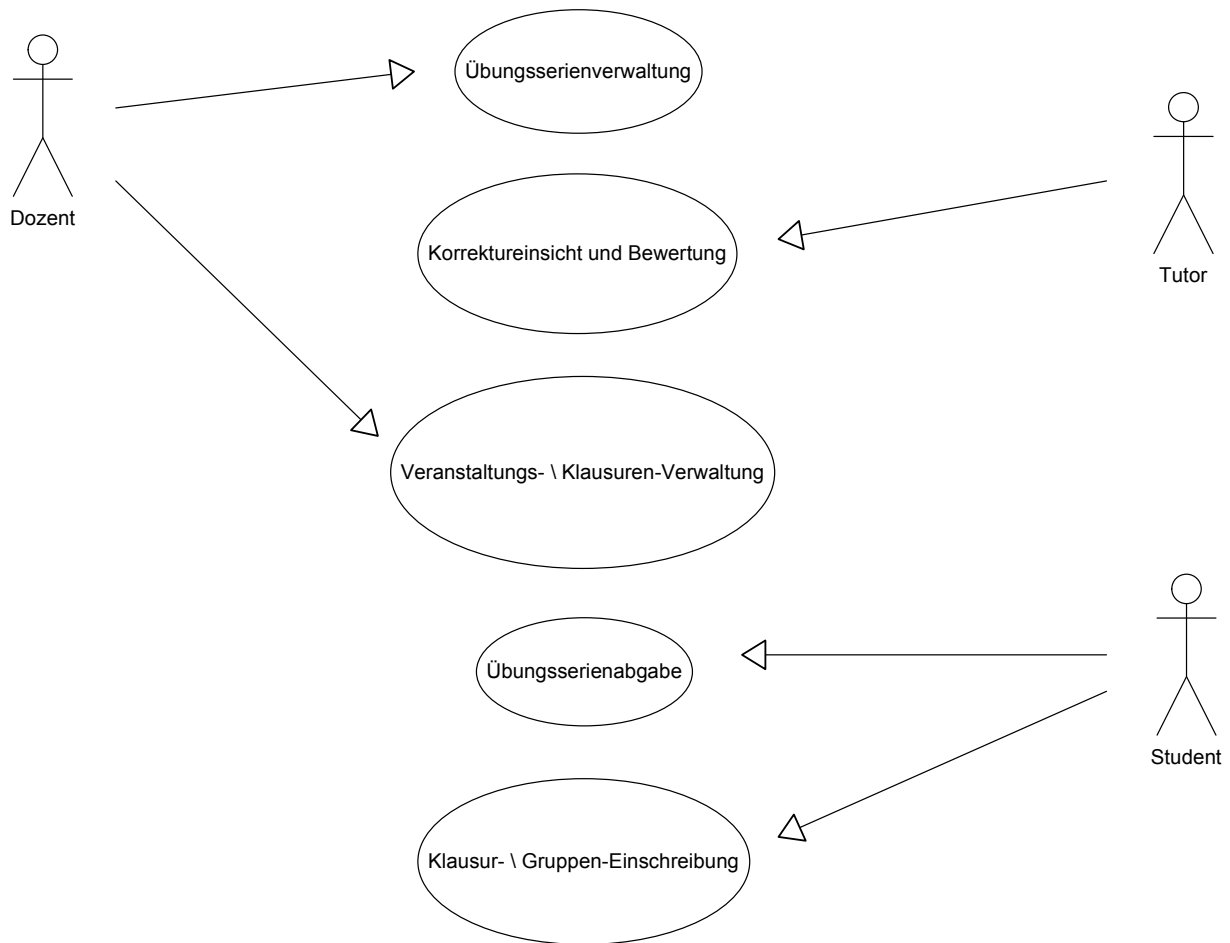 Übungsserienverwaltung
Dozent
Korrektureinsicht und Bewertung
Tutor
Veranstaltungs- \ Klausuren-Verwaltung
Übungsserienabgabe
Student
Klausur- \ Gruppen-Einschreibung